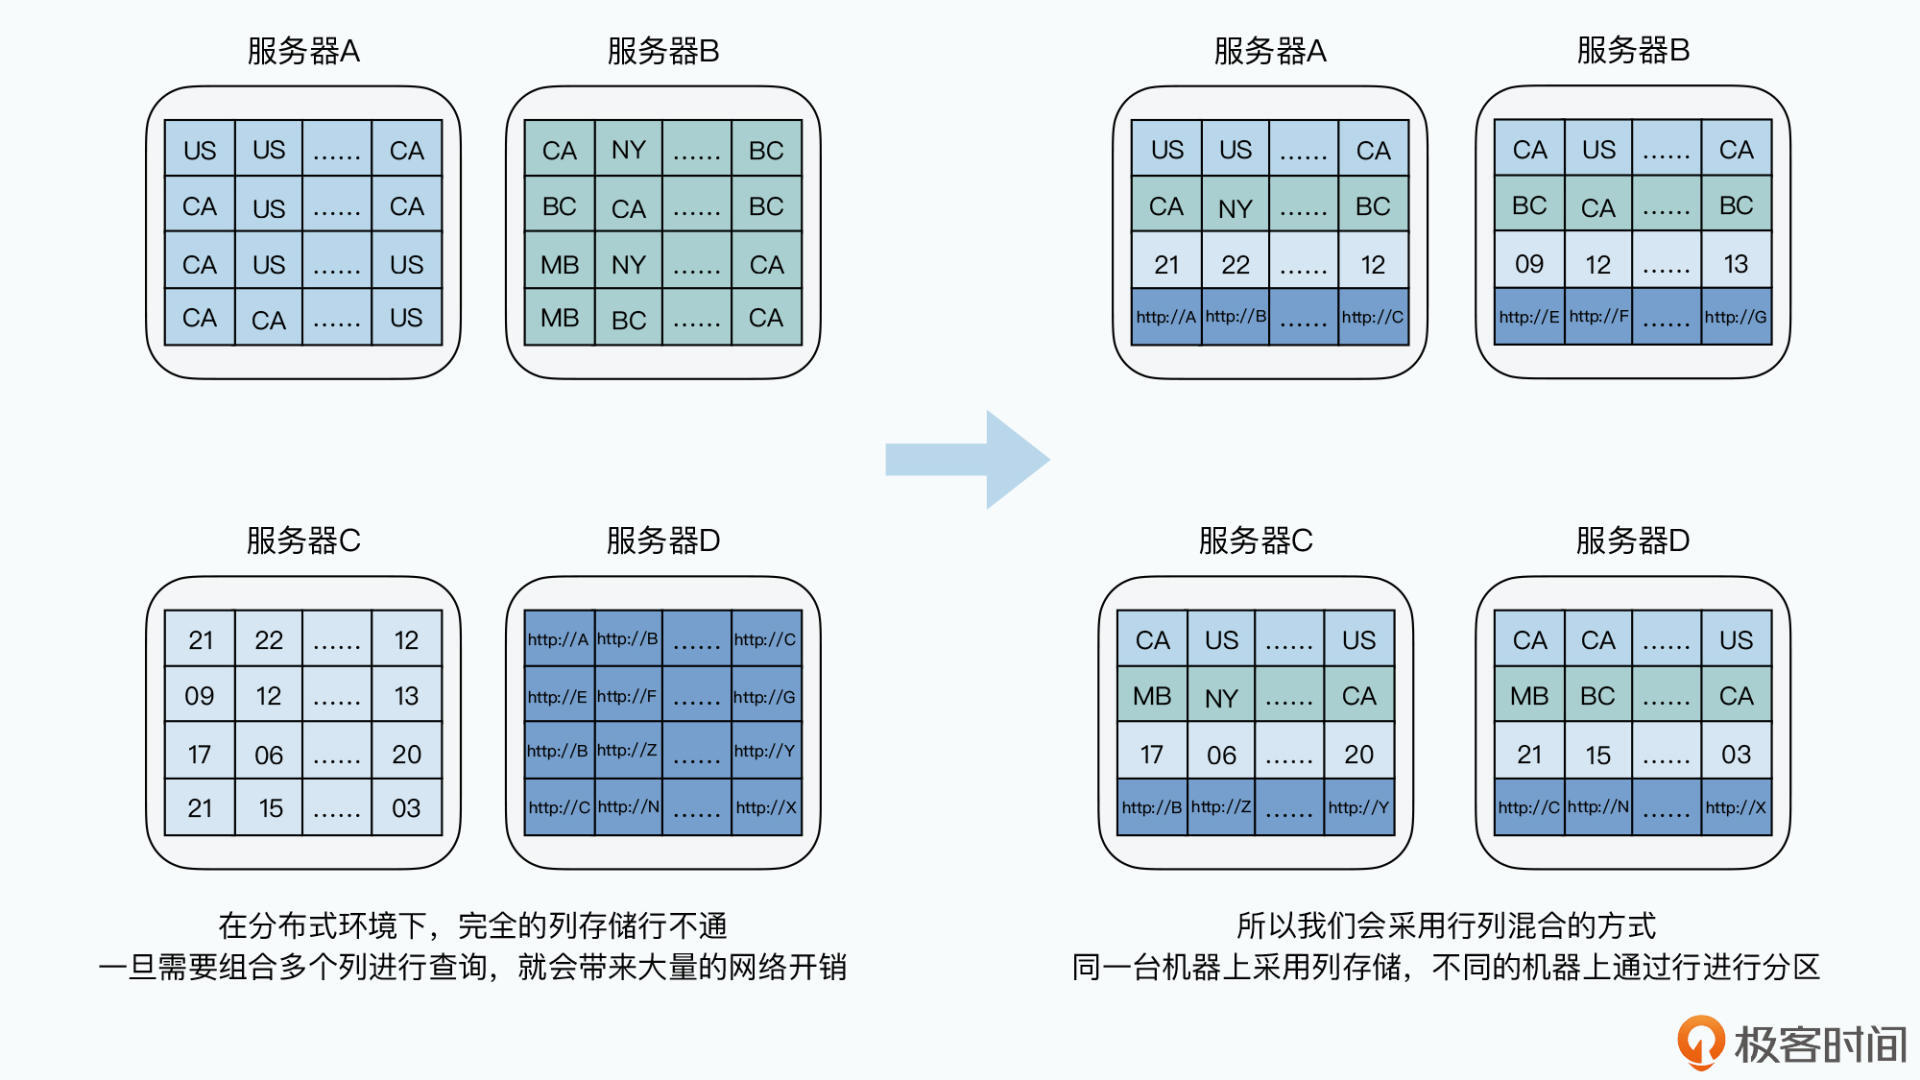 服务器A
US US ...... CA
CA US ...... CA
CA US ...... US
CA CA ...... US
服务器B
CA NY ...... BC
BC CA ...... BC
MB NY ...... CA
MB BC ...... CA
服务器C
21 22 ...... 12
09 12 ...... 13
17 06 ...... 20
21 15 ...... 03
服务器D
http://A http://B ...... http://C
http://E http://F ...... http://G
http://B http://Z ...... http://Y
http://C http://N ...... http://X
在分布式环境下，完全的列存储行不通
一旦需要组合多个列进行查询，就会带来大量的网络开销
服务器A
US US ...... CA
CA NY ...... BC
21 22 ...... 12
http://A http://B ...... http://C
服务器B
CA US ...... CA
BC CA ...... BC
09 12 ...... 13
http://E http://F ...... http://G
服务器C
CA US ...... US
MB NY ...... CA
17 06 ...... 20
http://B http://Z ...... http://Y
服务器D
CA CA ...... US
MB BC ...... CA
21 15 ...... 03
http://C http://N ...... http://X
所以我们会采用行列混合的方式
同一台机器上采用列存储，不同的机器上通过行进行分区
极客时间